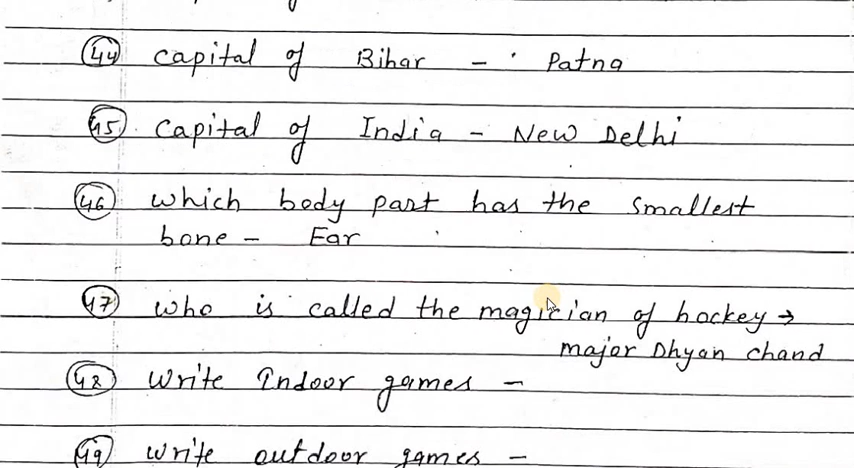 44 Capital of Bihar - Patna
45. Capital of India - New Delhi
46 which body part has the smallest
bone - Ear
47 who is called the magician of hockey →
major Dhyan chand
48 write Indoor games -
49 write outdoor games -